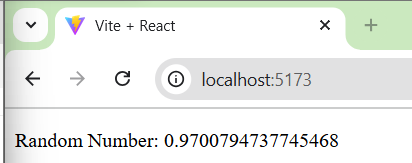 Vite + React
localhost:5173
Random Number: 0.9700794737745468